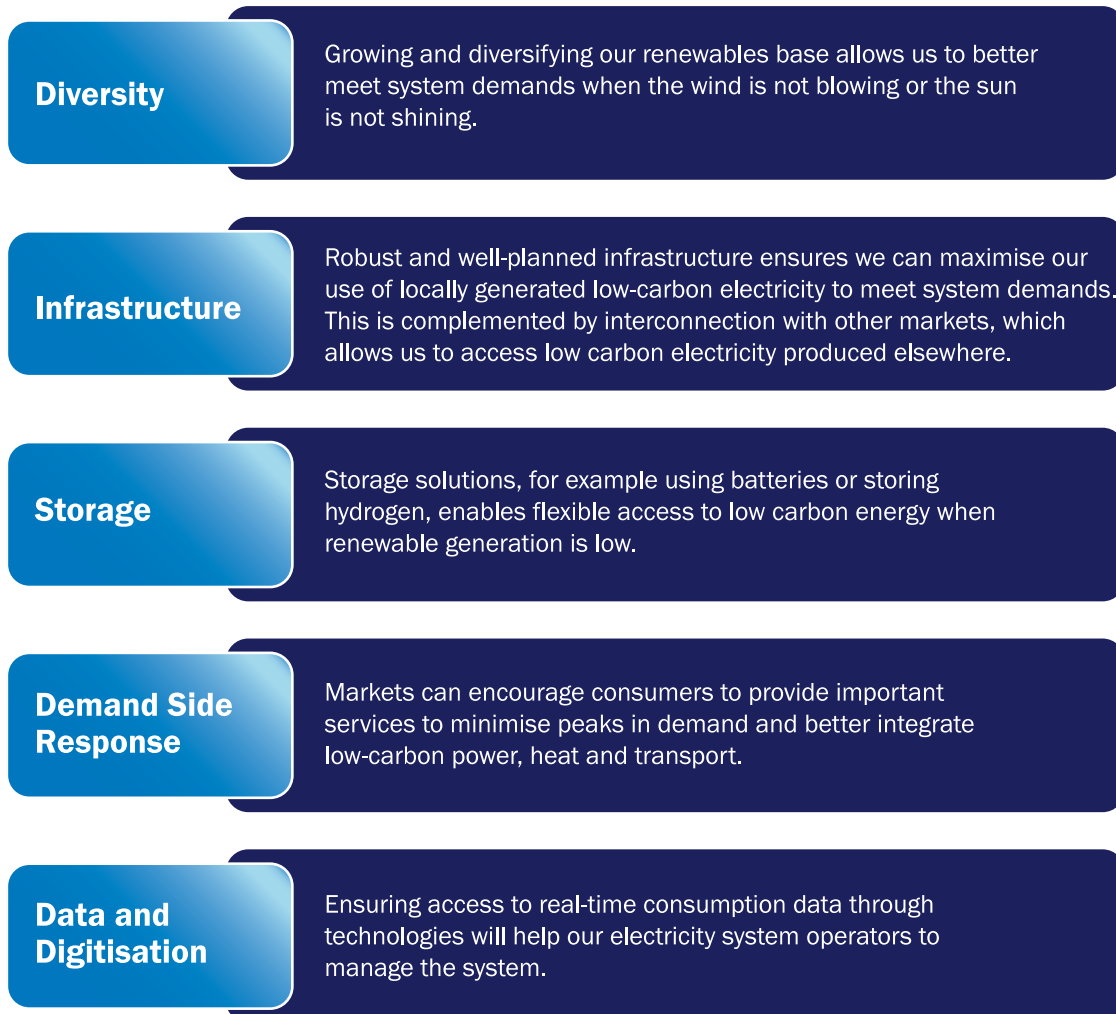 Diversity
Growing and diversifying our renewables base allows us to better
meet system demands when the wind is not blowing or the sun
is not shining.
Infrastructure
Robust and well-planned infrastructure ensures we can maximise our
use of locally generated low-carbon electricity to meet system demands.
This is complemented by interconnection with other markets, which
allows us to access low carbon electricity produced elsewhere.
Storage
Storage solutions, for example using batteries or storing
hydrogen, enables flexible access to low carbon energy when
renewable generation is low.
Demand Side
Response
Markets can encourage consumers to provide important
services to minimise peaks in demand and better integrate
low-carbon power, heat and transport.
Data and
Digitisation
Ensuring access to real-time consumption data through
technologies will help our electricity system operators to
manage the system.